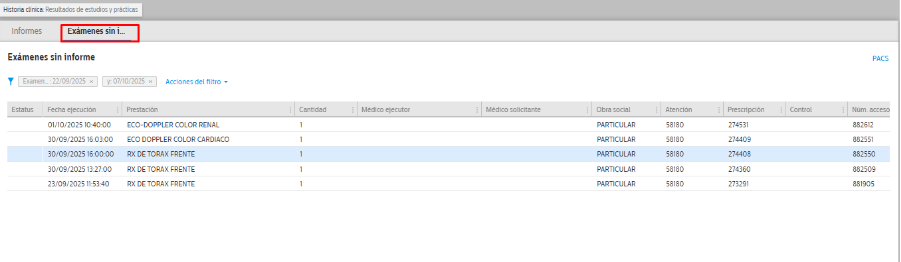 Historia clínica: Resultados de estudios y prácticas
Informes Exámenes sin i...
Exámenes sin informe
PACS
Examen... : 22/09/2025 × y: 07/10/2025 × Acciones del filtro
Estatus Fecha ejecución Prestación Cantidad Médico ejecutor Médico solicitante Obra social Atención Prescripción Control Núm. acceso
01/10/2025 10:40:00 ECO-DOPPLER COLOR RENAL 1 PARTICULAR 58180 274531 882612
30/09/2025 16:03:00 ECO DOPPLER COLOR CARDIACO 1 PARTICULAR 58180 274409 882551
30/09/2025 16:00:00 RX DE TORAX FRENTE 1 PARTICULAR 58180 274408 882550
30/09/2025 13:27:00 RX DE TORAX FRENTE 1 PARTICULAR 58180 274360 882509
23/09/2025 11:53:40 RX DE TORAX FRENTE 1 PARTICULAR 58180 273291 881905